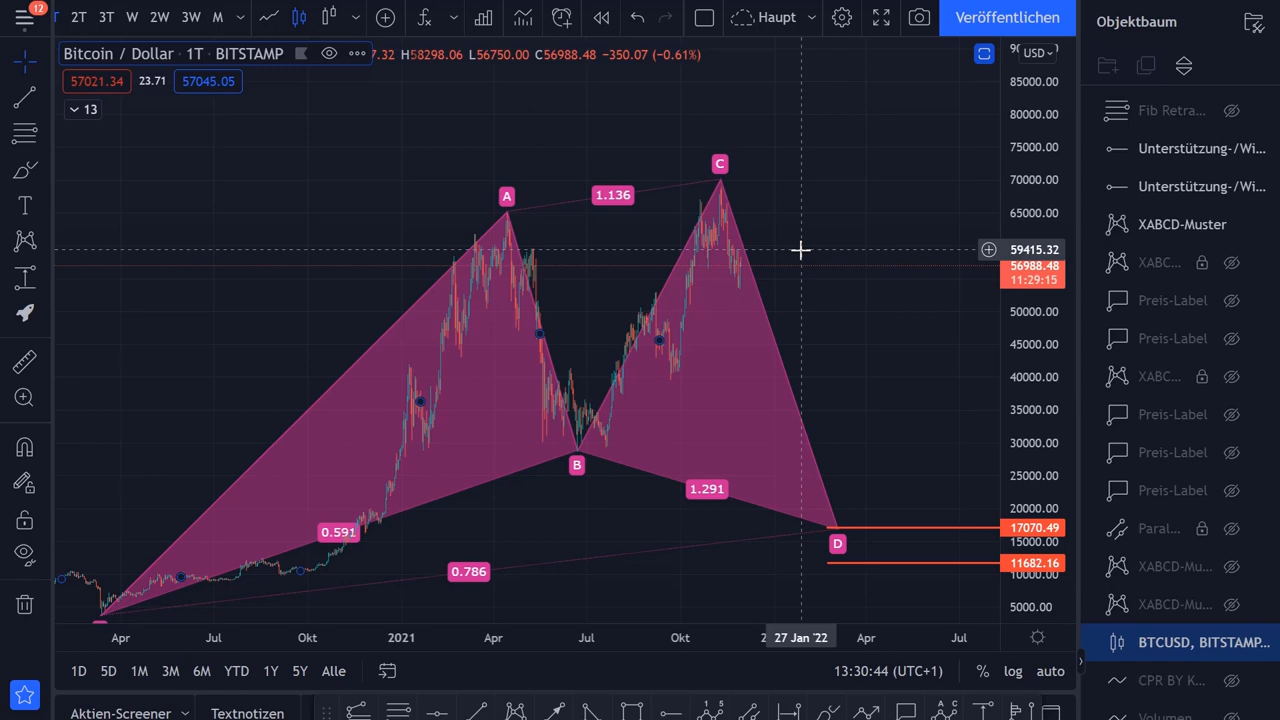 12
T 2T 3T W 2W 3W M
Haupt
Veröffentlichen
Objektbaum
Bitcoin / Dollar · 1T · BITSTAMP
7.32 H58298.06 L56750.00 C56988.48 −350.07 (−0.61%)
USD
57021.34 23.71 57045.05
13
85000.00
80000.00
75000.00
70000.00
65000.00
59415.32
56988.48
11:29:15
50000.00
45000.00
40000.00
35000.00
30000.00
25000.00
20000.00
17070.49
15000.00
11682.16
10000.00
5000.00
A
C
1.136
B
1.291
0.591
D
0.786
Apr Jul Okt 2021 Apr Jul Okt 27 Jan '22 Apr Jul
1D 5D 1M 3M 6M YTD 1Y 5Y Alle
13:30:44 (UTC+1) % log auto
Aktien-Screener Textnotizen
Fib Retra...
Unterstützung-/Wi...
Unterstützung-/Wi...
XABCD-Muster
XABC...
Preis-Label
Preis-Label
XABC...
Preis-Label
Preis-Label
Preis-Label
Paral...
XABCD-Mu...
XABCD-Mu...
BTCUSD, BITSTAMP...
CPR BY K...
Volumen